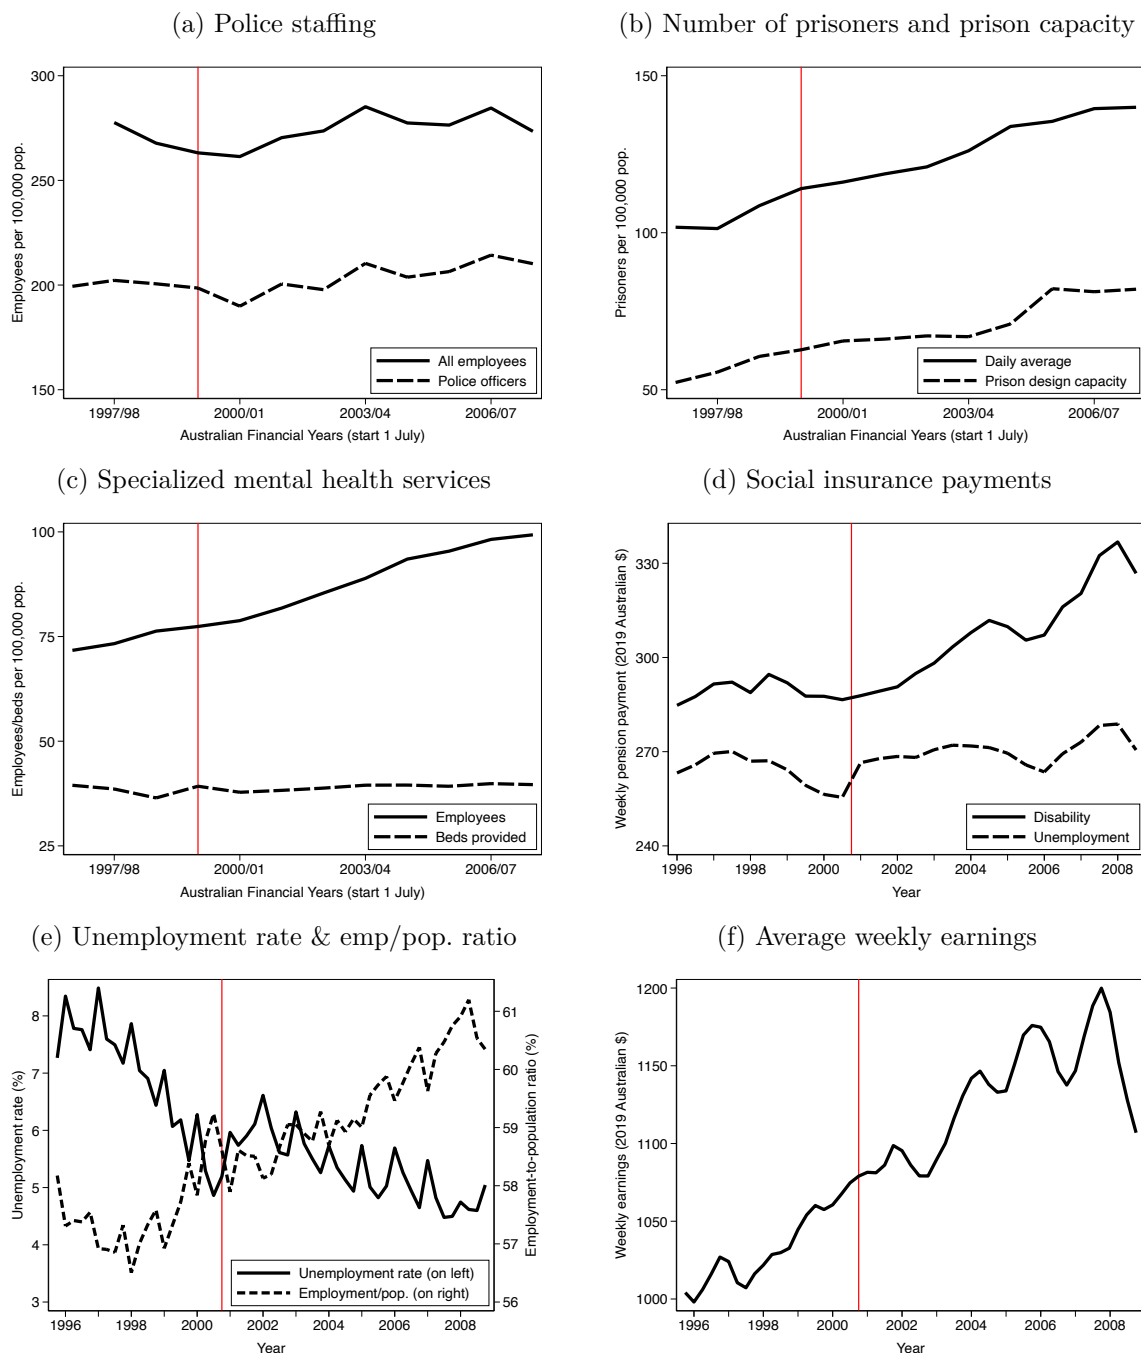 (a) Police staffing
300
250
200
150
Employees per 100,000 pop.
All employees
Police officers
1997/98 2000/01 2003/04 2006/07
Australian Financial Years (start 1 July)
(b) Number of prisoners and prison capacity
150
100
50
Prisoners per 100,000 pop.
Daily average
Prison design capacity
1997/98 2000/01 2003/04 2006/07
Australian Financial Years (start 1 July)
(c) Specialized mental health services
100
75
50
25
Employees/beds per 100,000 pop.
Employees
Beds provided
1997/98 2000/01 2003/04 2006/07
Australian Financial Years (start 1 July)
(d) Social insurance payments
330
300
270
240
Weekly pension payment (2019 Australian $)
Disability
Unemployment
1996 1998 2000 2002 2004 2006 2008
Year
(e) Unemployment rate & emp/pop. ratio
8
7
6
5
4
3
Unemployment rate (%)
61
60
59
58
57
56
Employment-to-population ratio (%)
Unemployment rate (on left)
Employment/pop. (on right)
1996 1998 2000 2002 2004 2006 2008
Year
(f) Average weekly earnings
1200
1150
1100
1050
1000
Weekly earnings (2019 Australian $)
1996 1998 2000 2002 2004 2006 2008
Year